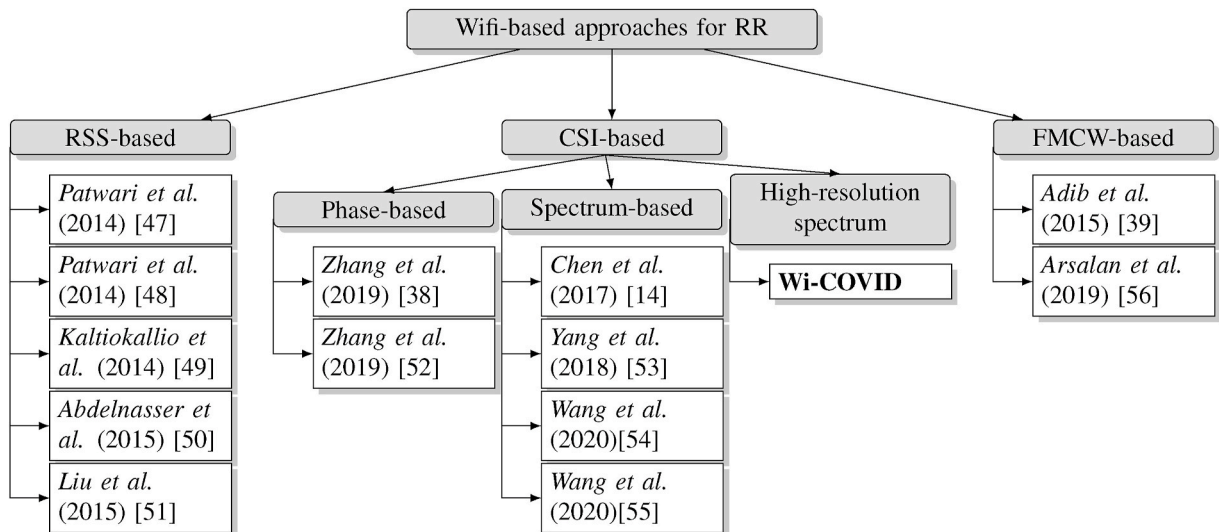 Wifi-based approaches for RR
RSS-based
Patwari et al.
(2014) [47]
Patwari et al.
(2014) [48]
Kaltiokallio et
al. (2014) [49]
Abdelnasser et
al. (2015) [50]
Liu et al.
(2015) [51]
CSI-based
Phase-based
Zhang et al.
(2019) [38]
Zhang et al.
(2019) [52]
Spectrum-based
Chen et al.
(2017) [14]
Yang et al.
(2018) [53]
Wang et al.
(2020)[54]
Wang et al.
(2020)[55]
High-resolution
spectrum
Wi-COVID
FMCW-based
Adib et al.
(2015) [39]
Arsalan et al.
(2019) [56]